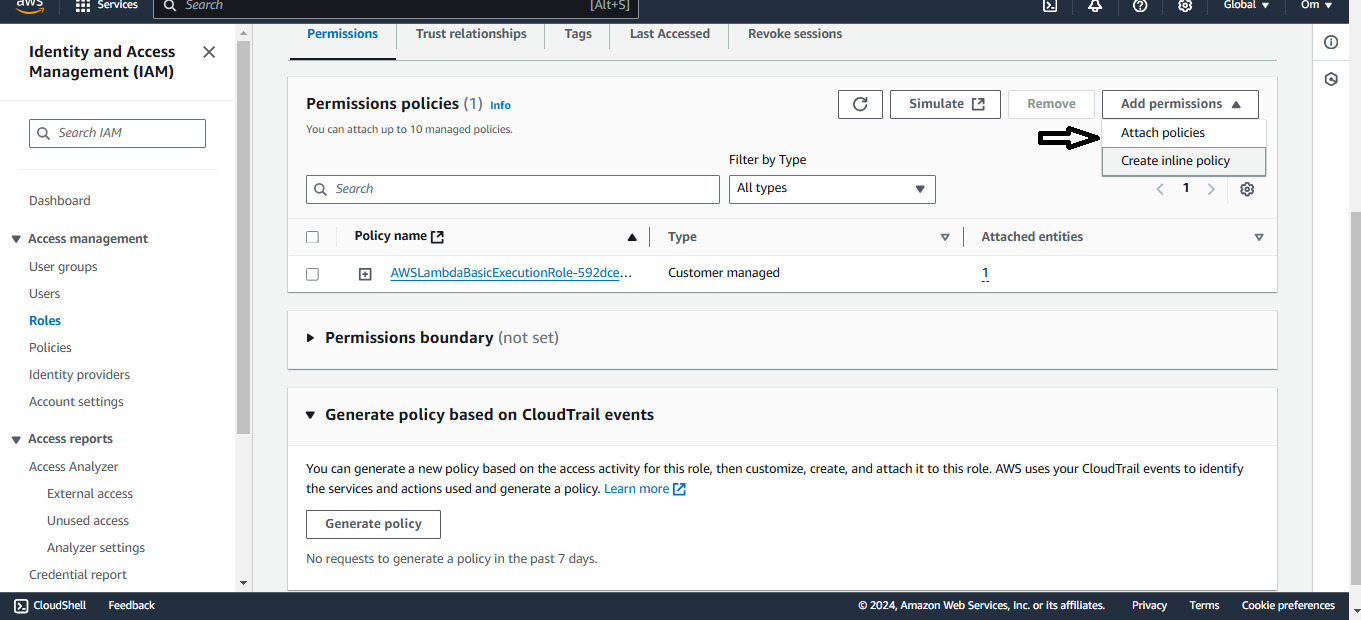 aws
Services
Search
[Alt+S]
Global
Om
Identity and Access
Management (IAM)
Search IAM
Dashboard
Access management
User groups
Users
Roles
Policies
Identity providers
Account settings
Access reports
Access Analyzer
External access
Unused access
Analyzer settings
Credential report
Permissions
Trust relationships
Tags
Last Accessed
Revoke sessions
Permissions policies (1) Info
You can attach up to 10 managed policies.
Simulate
Remove
Add permissions
Attach policies
Create inline policy
Filter by Type
Search
All types
1
Policy name
Type
Attached entities
AWSLambdaBasicExecutionRole-592dce...
Customer managed
1
Permissions boundary (not set)
Generate policy based on CloudTrail events
You can generate a new policy based on the access activity for this role, then customize, create, and attach it to this role. AWS uses your CloudTrail events to identify
the services and actions used and generate a policy. Learn more
Generate policy
No requests to generate a policy in the past 7 days.
CloudShell
Feedback
© 2024, Amazon Web Services, Inc. or its affiliates.
Privacy
Terms
Cookie preferences